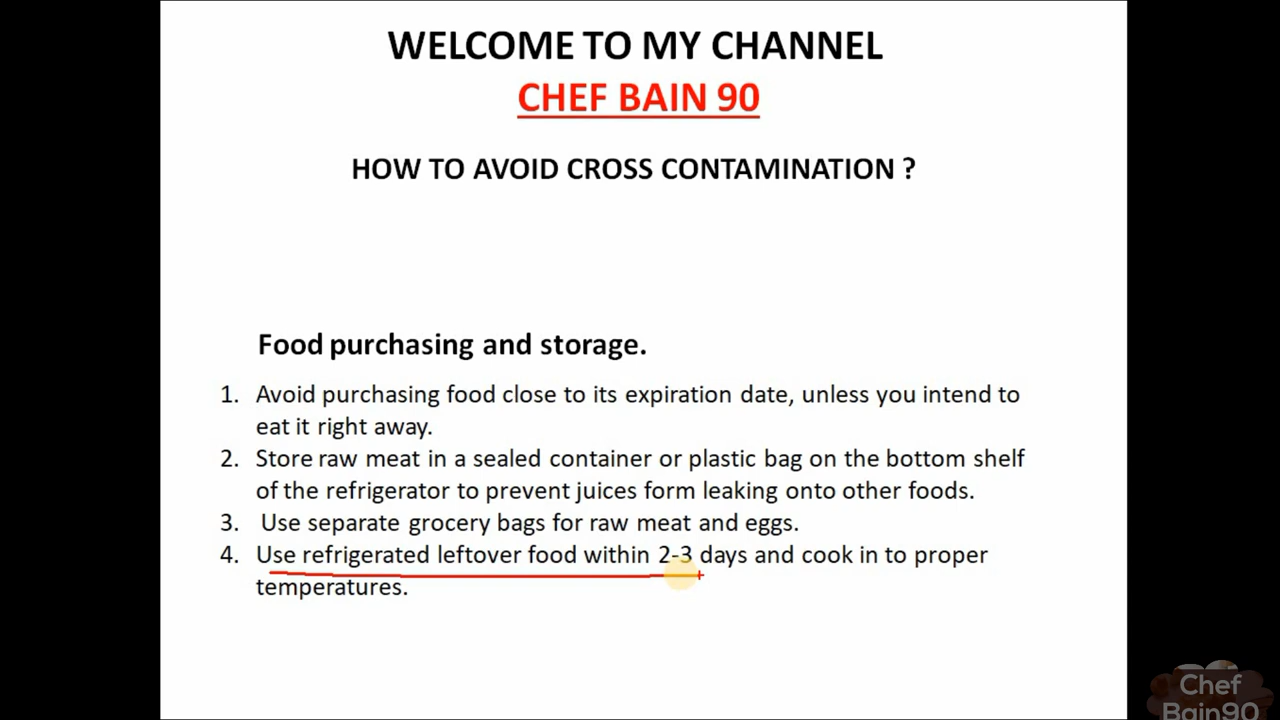 WELCOME TO MY CHANNEL
CHEF BAIN 90
HOW TO AVOID CROSS CONTAMINATION ?
Food purchasing and storage.
1. Avoid purchasing food close to its expiration date, unless you intend to
eat it right away.
2. Store raw meat in a sealed container or plastic bag on the bottom shelf
of the refrigerator to prevent juices form leaking onto other foods.
3. Use separate grocery bags for raw meat and eggs.
4. Use refrigerated leftover food within 2-3 days and cook in to proper
temperatures.
Chef
Bain90